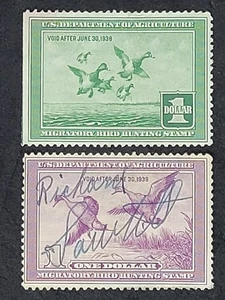 U.S. DEPARTMENT OF AGRICULTURE
VOID AFTER JUNE 30, 1938
1
DOLLAR
MIGRATORY BIRD HUNTING STAMP
U.S. DEPARTMENT OF AGRICULTURE
VOID AFTER JUNE 30, 1939
Richard
ONE DOLLAR
MIGRATORY BIRD HUNTING STAMP